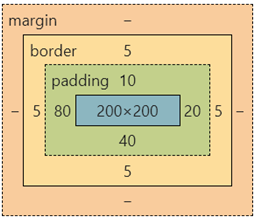 margin –
border 5
padding 10
– 5 80 200×200 20 5 –
40
5
–